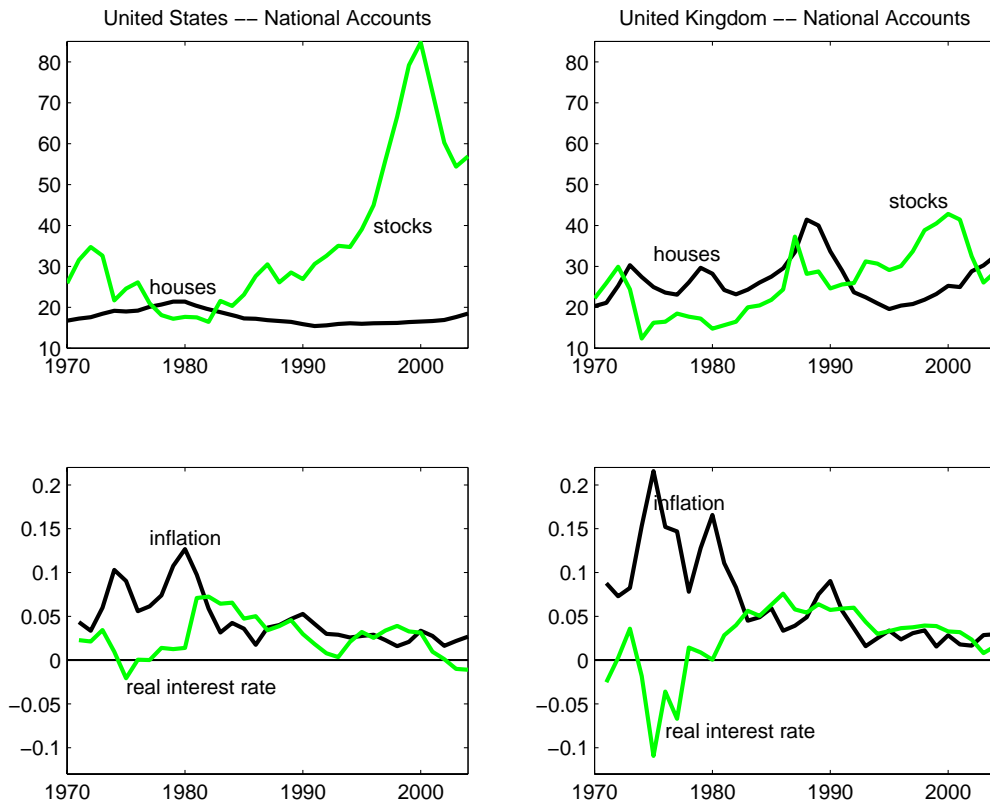 United States −− National Accounts
80
70
60
50
40
30
20
10
stocks
houses
1970 1980 1990 2000
United Kingdom −− National Accounts
80
70
60
50
40
30
20
10
stocks
houses
1970 1980 1990 2000
0.2
0.15
0.1
0.05
0
−0.05
−0.1
inflation
real interest rate
1970 1980 1990 2000
0.2
0.15
0.1
0.05
0
−0.05
−0.1
inflation
real interest rate
1970 1980 1990 2000